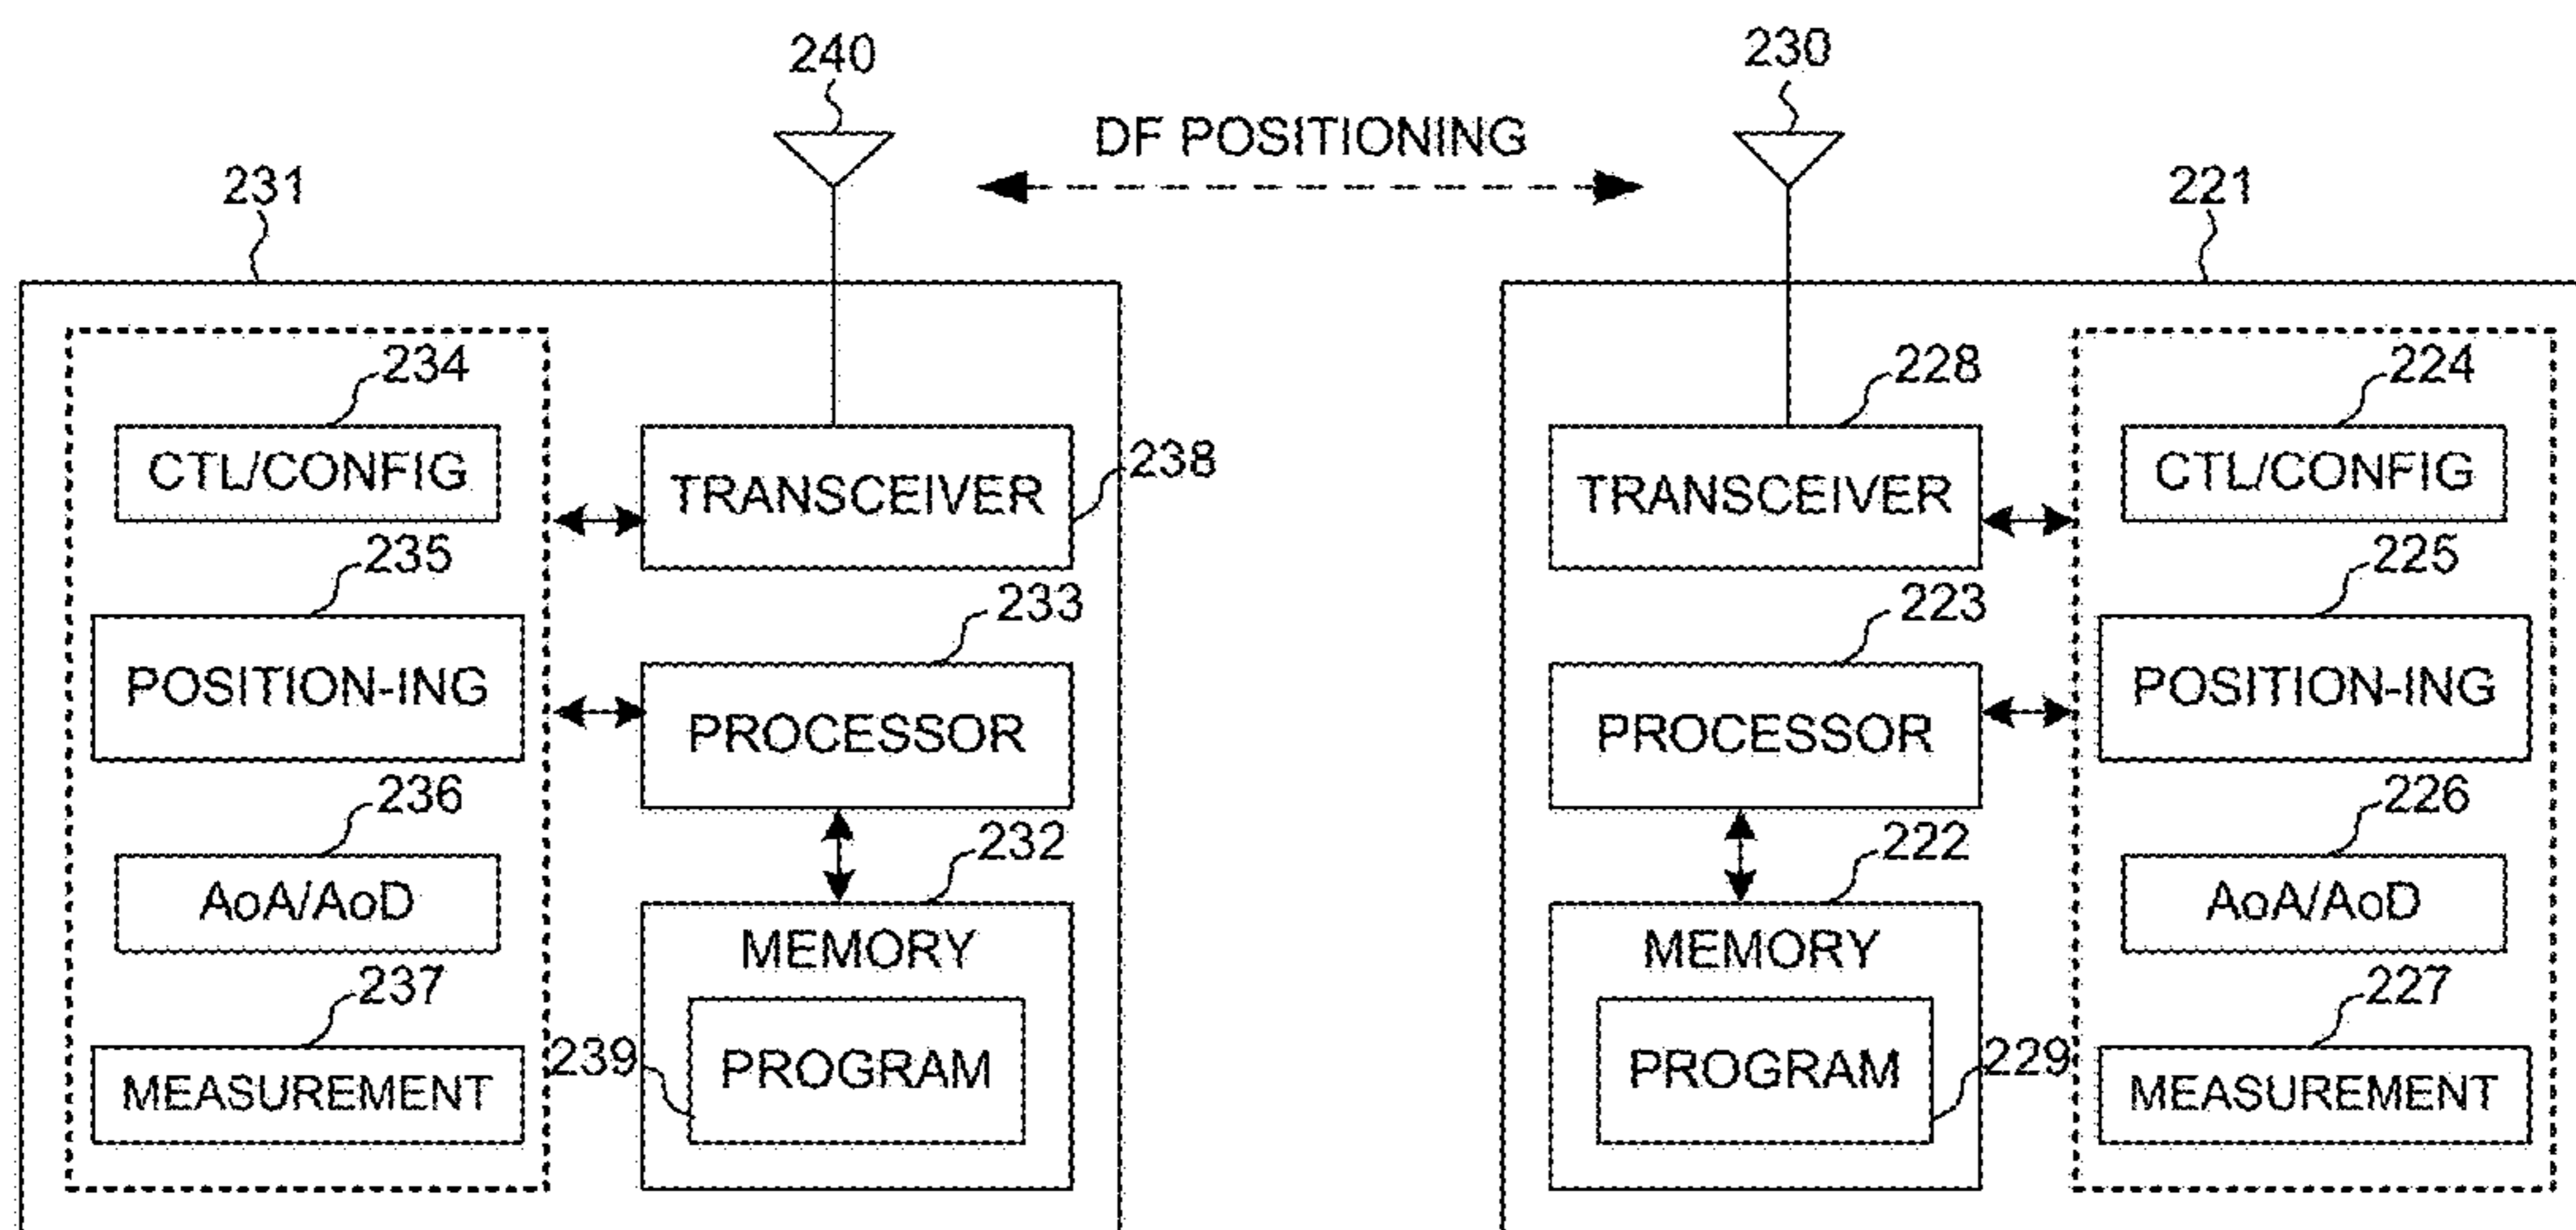 240
230
DF POSITIONING
231
221
234
228
224
CTL/CONFIG
TRANSCEIVER
238
TRANSCEIVER
CTL/CONFIG
235
233
223
225
POSITION-ING
PROCESSOR
PROCESSOR
POSITION-ING
236
232
222
226
AoA/AoD
MEMORY
MEMORY
AoA/AoD
237
227
239
PROGRAM
PROGRAM
229
MEASUREMENT
MEASUREMENT